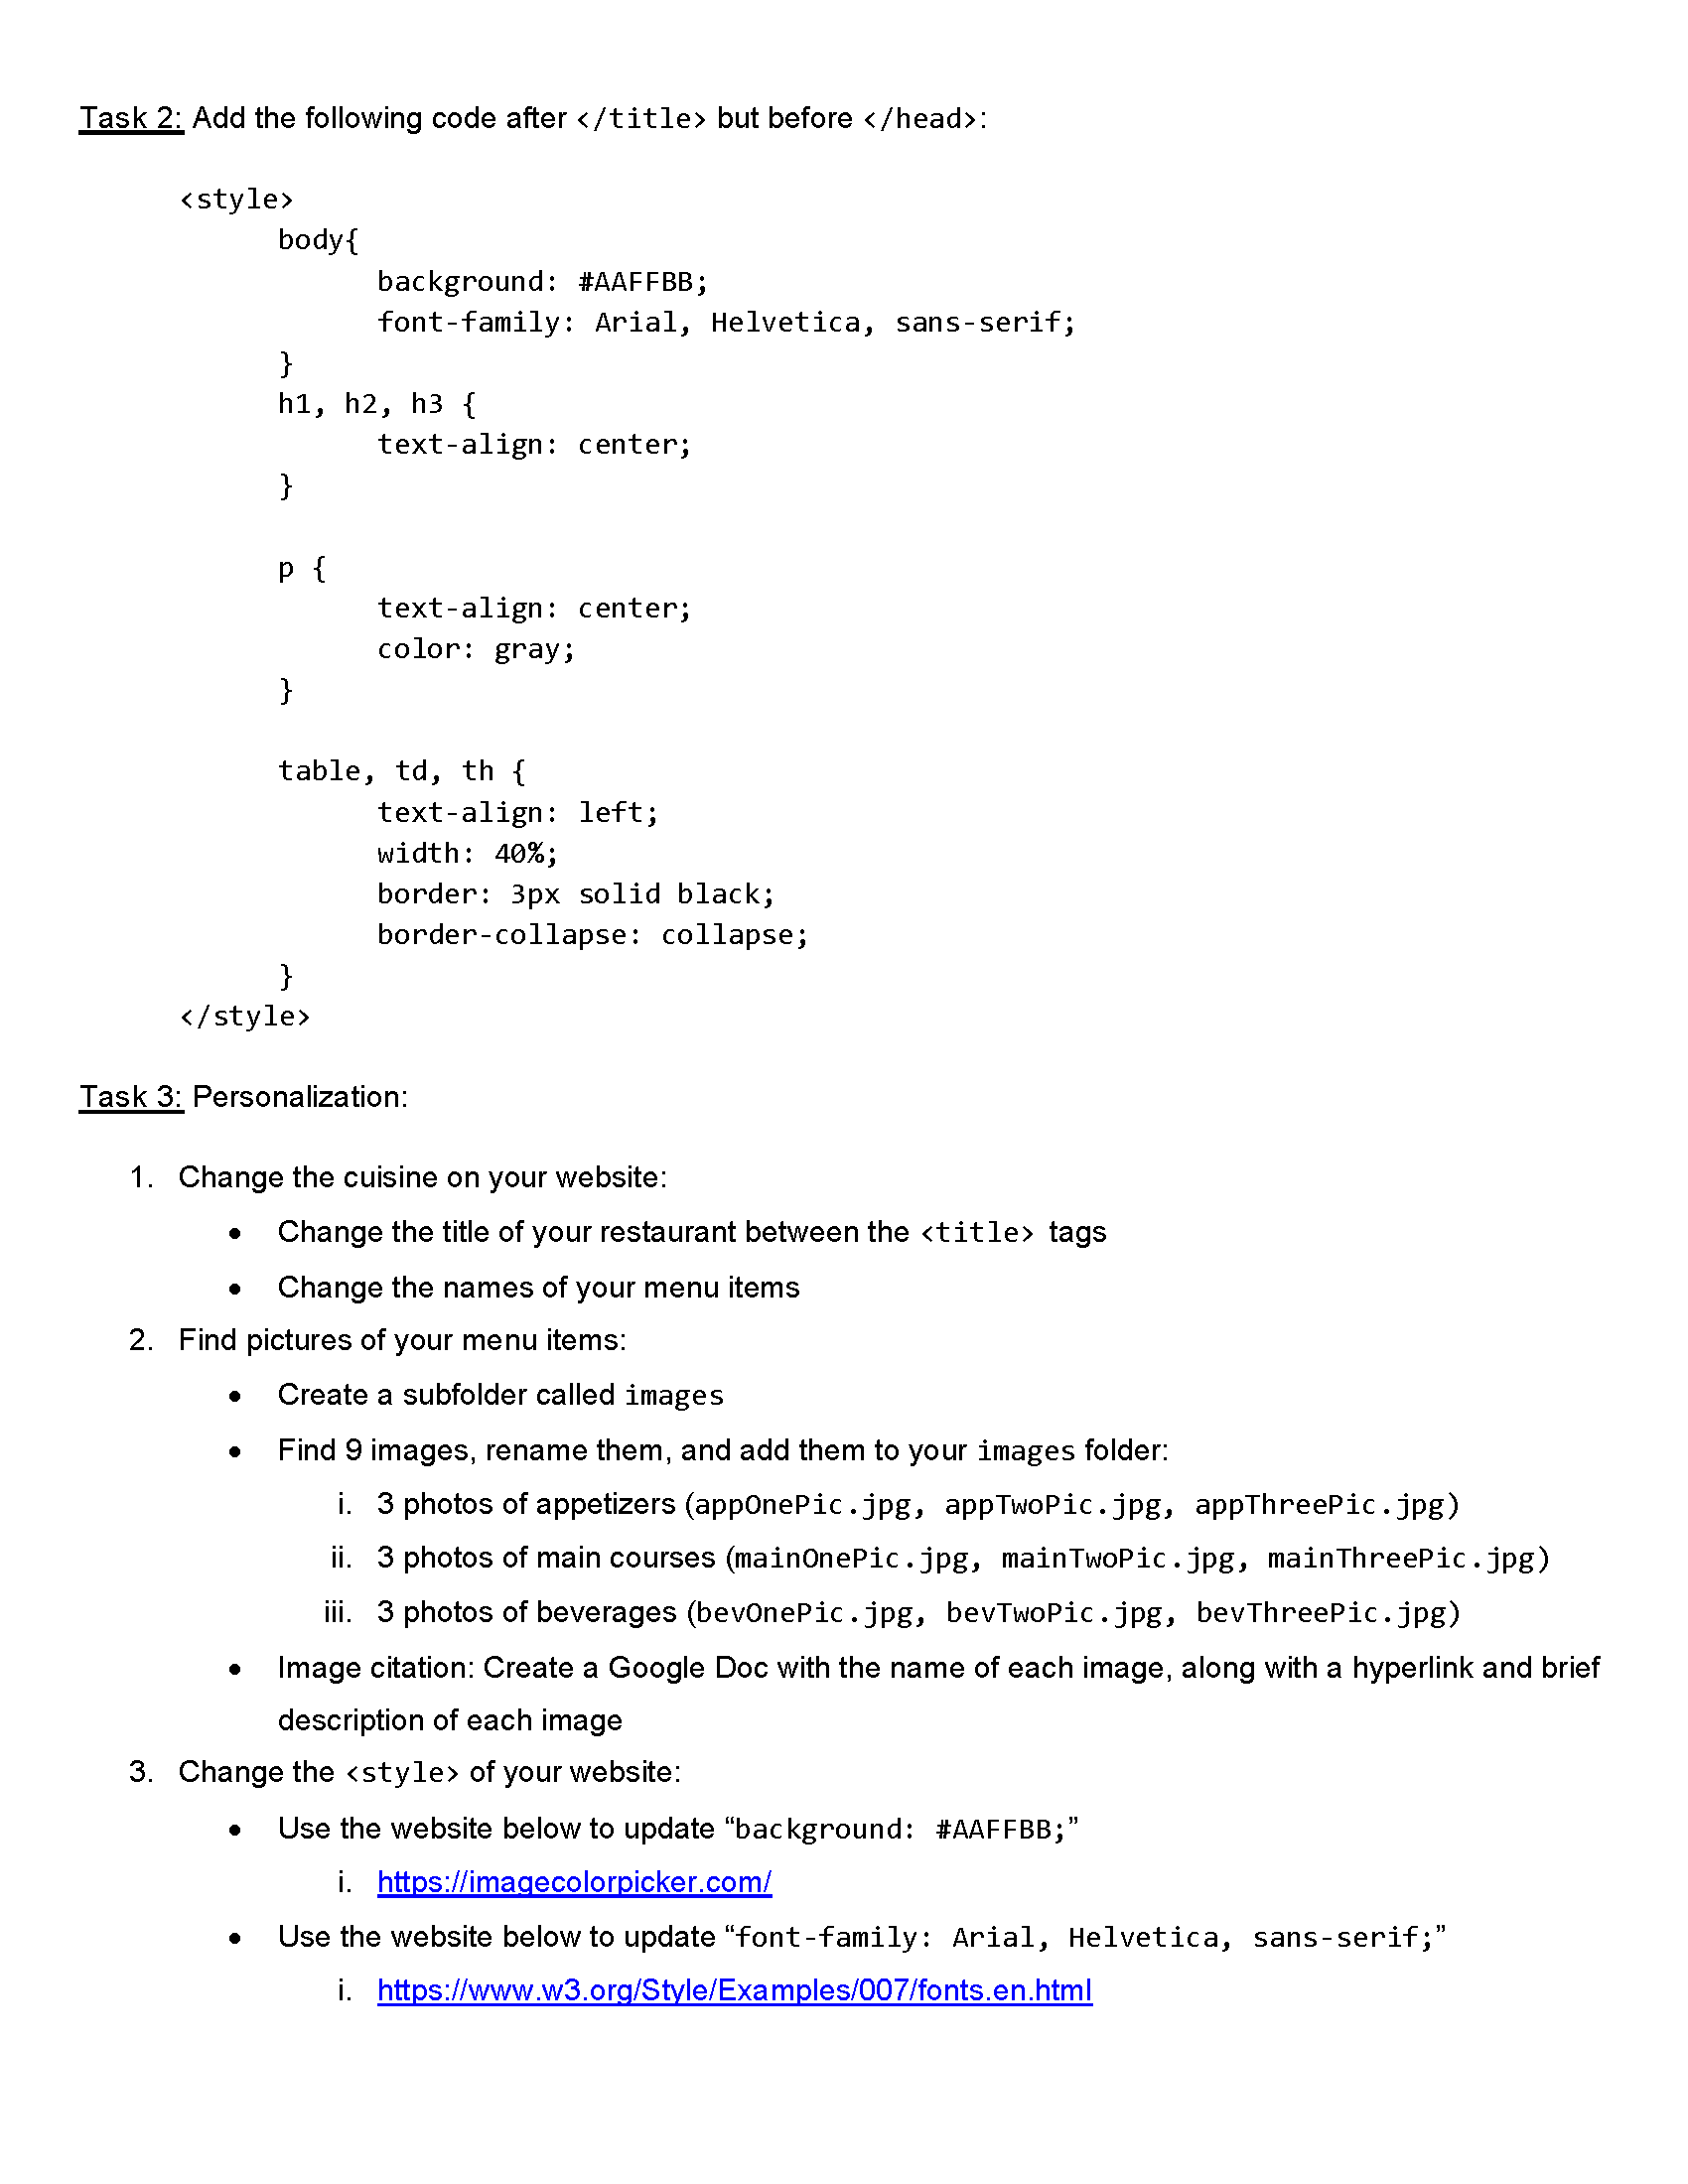 Task 2: Add the following code after </title> but before </head>:
<style>
body{
background: #AAFFBB;
font-family: Arial, Helvetica, sans-serif;
}
h1, h2, h3 {
text-align: center;
}
p {
text-align: center;
color: gray;
}
table, td, th {
text-align: left;
width: 40%;
border: 3px solid black;
border-collapse: collapse;
}
</style>
Task 3: Personalization:
1. Change the cuisine on your website:
• Change the title of your restaurant between the <title> tags
• Change the names of your menu items
2. Find pictures of your menu items:
• Create a subfolder called images
• Find 9 images, rename them, and add them to your images folder:
i. 3 photos of appetizers (appOnePic.jpg, appTwoPic.jpg, appThreePic.jpg)
ii. 3 photos of main courses (mainOnePic.jpg, mainTwoPic.jpg, mainThreePic.jpg)
iii. 3 photos of beverages (bevOnePic.jpg, bevTwoPic.jpg, bevThreePic.jpg)
• Image citation: Create a Google Doc with the name of each image, along with a hyperlink and brief
description of each image
3. Change the <style> of your website:
• Use the website below to update “background: #AAFFBB;”
i. https://imagecolorpicker.com/
• Use the website below to update “font-family: Arial, Helvetica, sans-serif;”
i. https://www.w3.org/Style/Examples/007/fonts.en.html